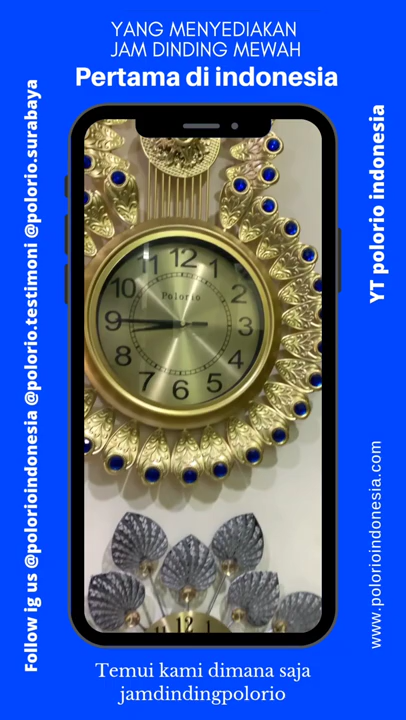 YANG MENYEDIAKAN
JAM DINDING MEWAH
Pertama di indonesia
Follow ig us @polorioindonesia @polorio.testimoni @polorio.surabaya
YT polorio indonesia
www.polorioindonesia.com
12
11
1
10
2
Polorio
9
3
8
4
7
5
6
12
Temui kami dimana saja
jamdindingpolorio